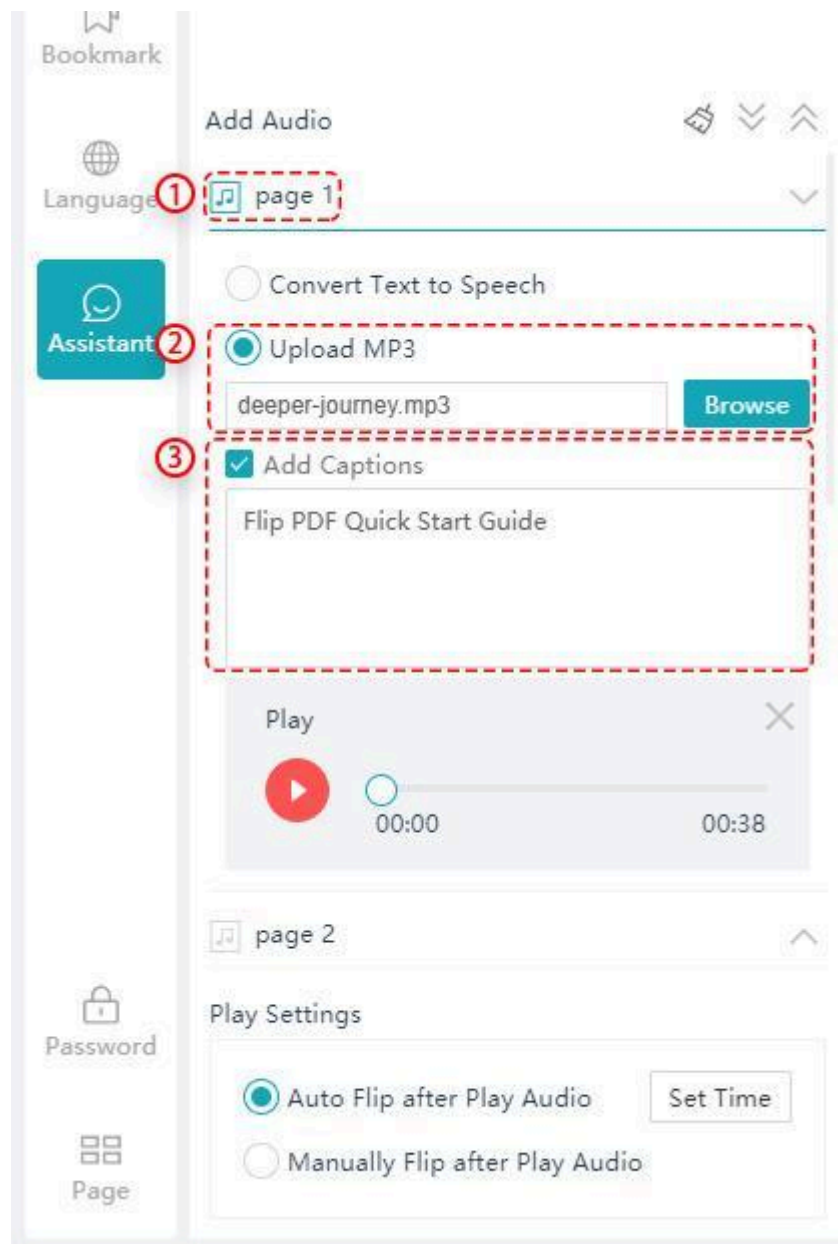 Bookmark
Add Audio
Language
① page 1
Convert Text to Speech
Assistant
② Upload MP3
deeper-journey.mp3 Browse
③ Add Captions
Flip PDF Quick Start Guide
Play
00:00 00:38
page 2
Password
Play Settings
Auto Flip after Play Audio Set Time
Manually Flip after Play Audio
Page